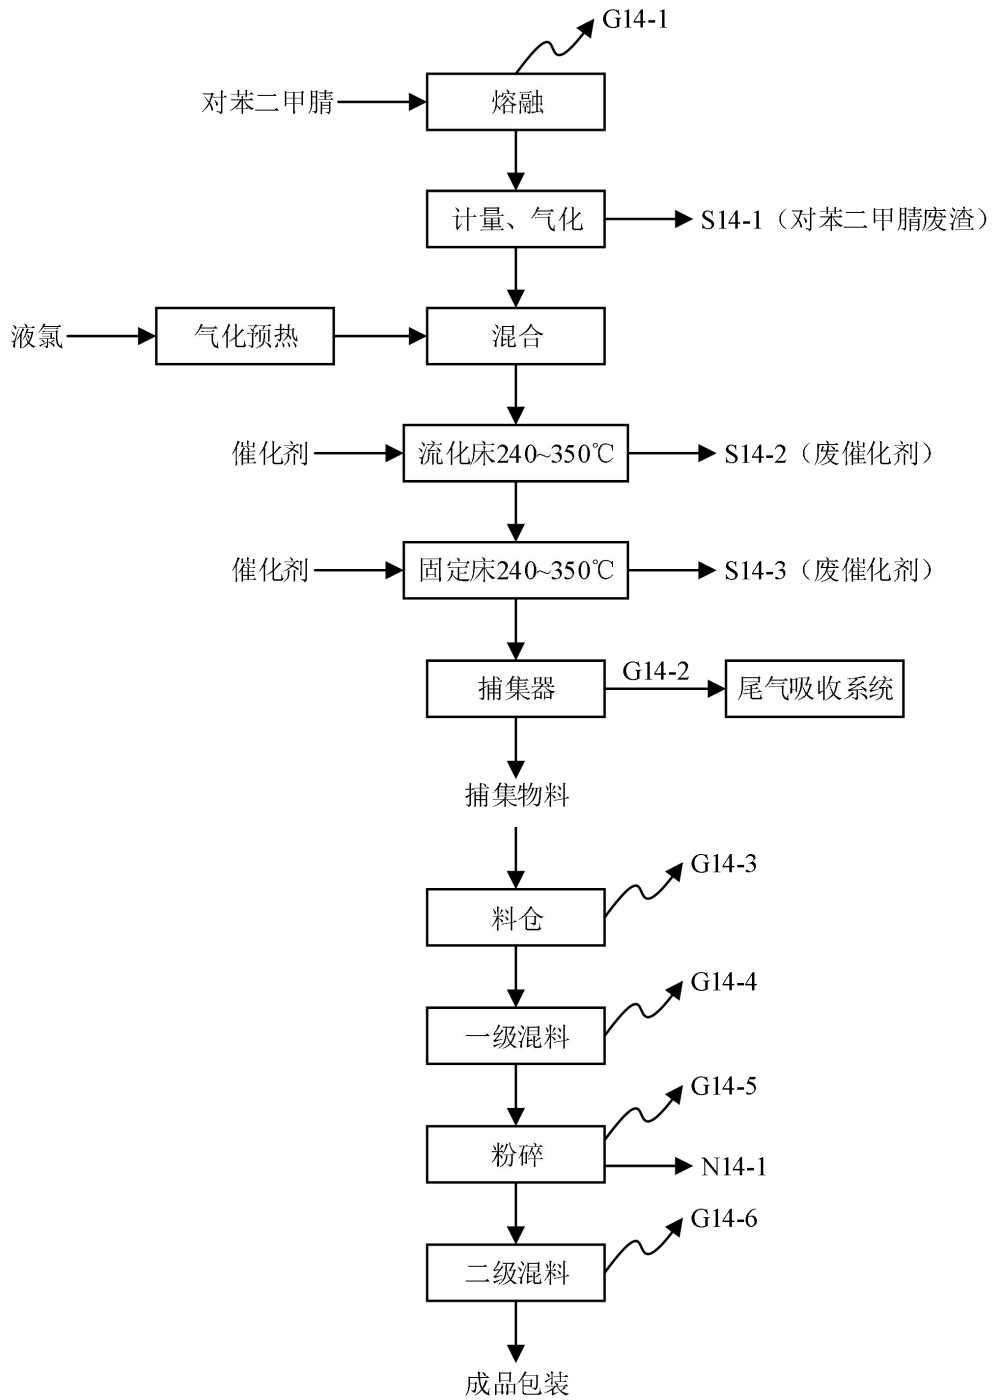 G14-1
对苯二甲腈
熔融
计量、气化
S14-1（对苯二甲腈废渣）
液氯
气化预热
混合
催化剂
流化床240~350℃
S14-2（废催化剂）
催化剂
固定床240~350℃
S14-3（废催化剂）
捕集器
G14-2
尾气吸收系统
捕集物料
G14-3
料仓
G14-4
一级混料
G14-5
粉碎
N14-1
G14-6
二级混料
成品包装